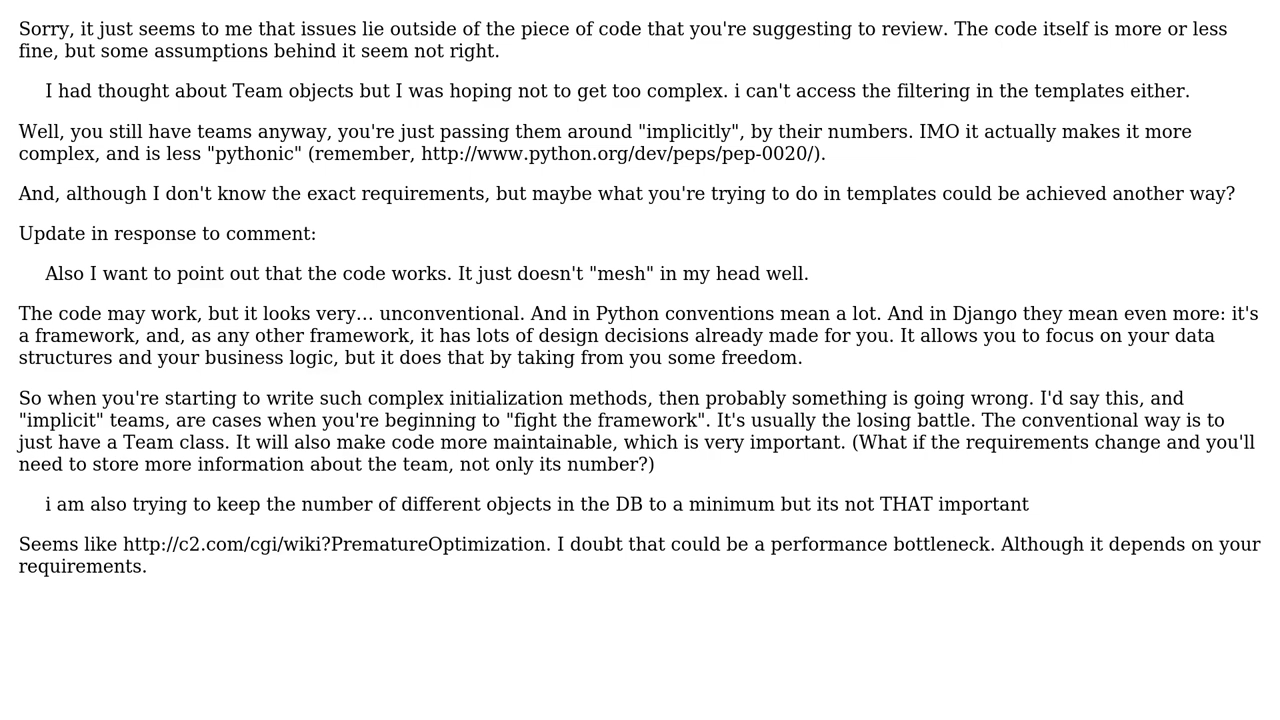 Sorry, it just seems to me that issues lie outside of the piece of code that you're suggesting to review. The code itself is more or less
fine, but some assumptions behind it seem not right.
I had thought about Team objects but I was hoping not to get too complex. i can't access the filtering in the templates either.
Well, you still have teams anyway, you're just passing them around "implicitly", by their numbers. IMO it actually makes it more
complex, and is less "pythonic" (remember, http://www.python.org/dev/peps/pep-0020/).
And, although I don't know the exact requirements, but maybe what you're trying to do in templates could be achieved another way?
Update in response to comment:
Also I want to point out that the code works. It just doesn't "mesh" in my head well.
The code may work, but it looks very… unconventional. And in Python conventions mean a lot. And in Django they mean even more: it's
a framework, and, as any other framework, it has lots of design decisions already made for you. It allows you to focus on your data
structures and your business logic, but it does that by taking from you some freedom.
So when you're starting to write such complex initialization methods, then probably something is going wrong. I'd say this, and
"implicit" teams, are cases when you're beginning to "fight the framework". It's usually the losing battle. The conventional way is to
just have a Team class. It will also make code more maintainable, which is very important. (What if the requirements change and you'll
need to store more information about the team, not only its number?)
i am also trying to keep the number of different objects in the DB to a minimum but its not THAT important
Seems like http://c2.com/cgi/wiki?PrematureOptimization. I doubt that could be a performance bottleneck. Although it depends on your
requirements.